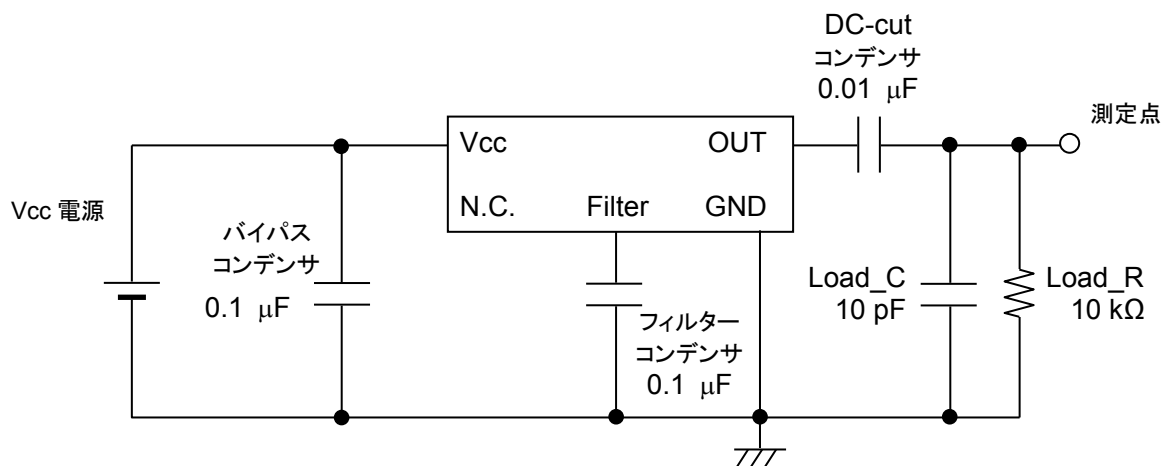 DC-cut
コンデンサ
0.01 μF
測定点
Vcc
OUT
N.C.
Filter
GND
Vcc 電源
バイパス
コンデンサ
0.1 μF
フィルター
コンデンサ
0.1 μF
Load_C
10 pF
Load_R
10 kΩ